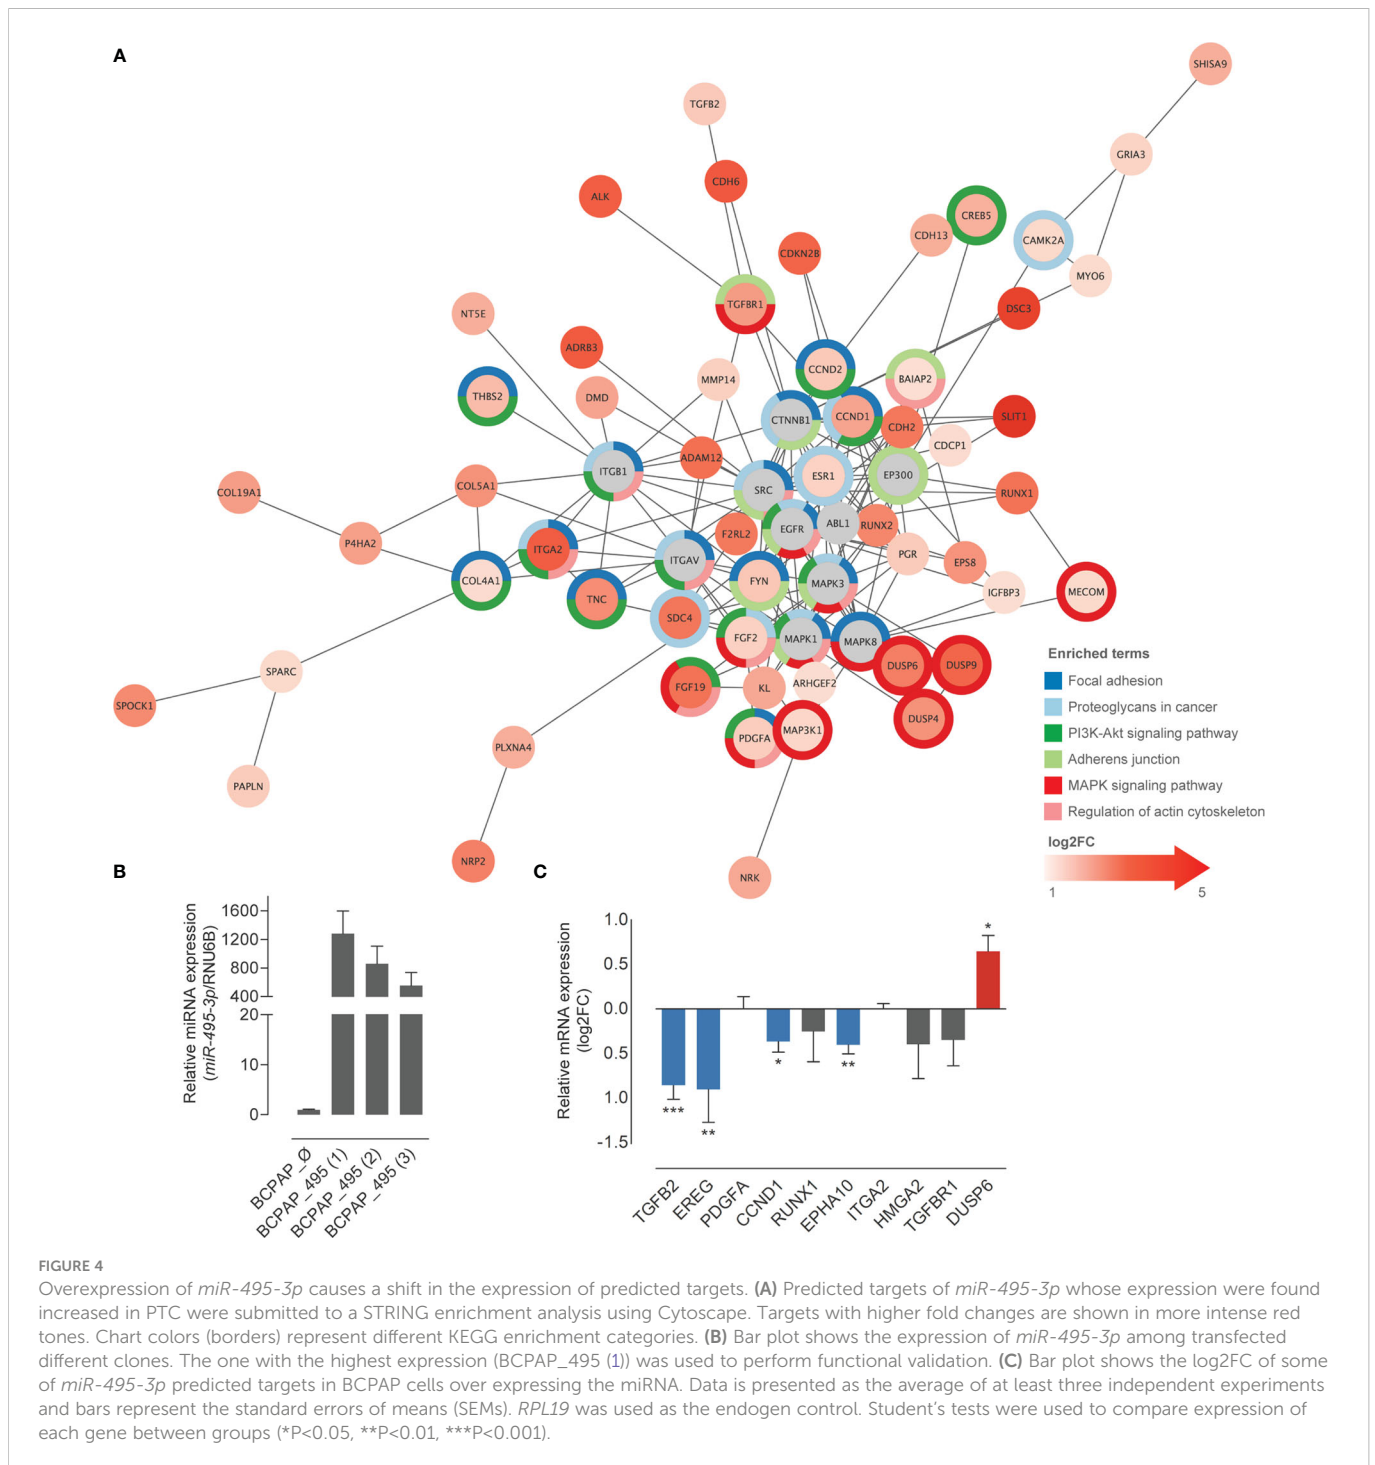 A
SHISA9
TGFB2
GRIA3
CDH6
ALK
CREB5
CDH13
CAMK2A
CDKN2B
MYO6
TGFBR1
DSC3
NT5E
ADRB3
CCND2
MMP14
BAIAP2
THBS2
DMD
CTNNB1
CCND1
CDH2
SLIT1
CDCP1
ITGB1
ADAM12
ESR1
EP300
COL19A1
COL5A1
SRC
RUNX1
ABL1
RUNX2
EGFR
F2RL2
P4HA2
ITGA2
PGR
ITGAV
EPS8
COL4A1
FYN
MAPK3
IGFBP3
MECOM
TNC
SDC4
FGF2
MAPK1
MAPK8
DUSP6
DUSP9
SPARC
FGF19
KL
ARHGEF2
SPOCK1
DUSP4
PDGFA
MAP3K1
PLXNA4
PAPLN
NRP2
NRK
Enriched terms
Focal adhesion
Proteoglycans in cancer
PI3K-Akt signaling pathway
Adherens junction
MAPK signaling pathway
Regulation of actin cytoskeleton
log2FC
1 5
B
Relative miRNA expression
(miR-495-3p/RNU6B)
1600
1200
800
400
20
10
0
BCPAP_Ø
BCPAP_495 (1)
BCPAP_495 (2)
BCPAP_495 (3)
C
Relative mRNA expression
(log2FC)
1.0
0.5
0.0
0.5
1.0
-1.5
***
**
*
**
*
TGFB2
EREG
PDGFA
CCND1
RUNX1
EPHA10
ITGA2
HMGA2
TGFBR1
DUSP6
FIGURE 4
Overexpression of miR-495-3p causes a shift in the expression of predicted targets. (A) Predicted targets of miR-495-3p whose expression were found
increased in PTC were submitted to a STRING enrichment analysis using Cytoscape. Targets with higher fold changes are shown in more intense red
tones. Chart colors (borders) represent different KEGG enrichment categories. (B) Bar plot shows the expression of miR-495-3p among transfected
different clones. The one with the highest expression (BCPAP_495 (1)) was used to perform functional validation. (C) Bar plot shows the log2FC of some
of miR-495-3p predicted targets in BCPAP cells over expressing the miRNA. Data is presented as the average of at least three independent experiments
and bars represent the standard errors of means (SEMs). RPL19 was used as the endogen control. Student's tests were used to compare expression of
each gene between groups (*P<0.05, **P<0.01, ***P<0.001).